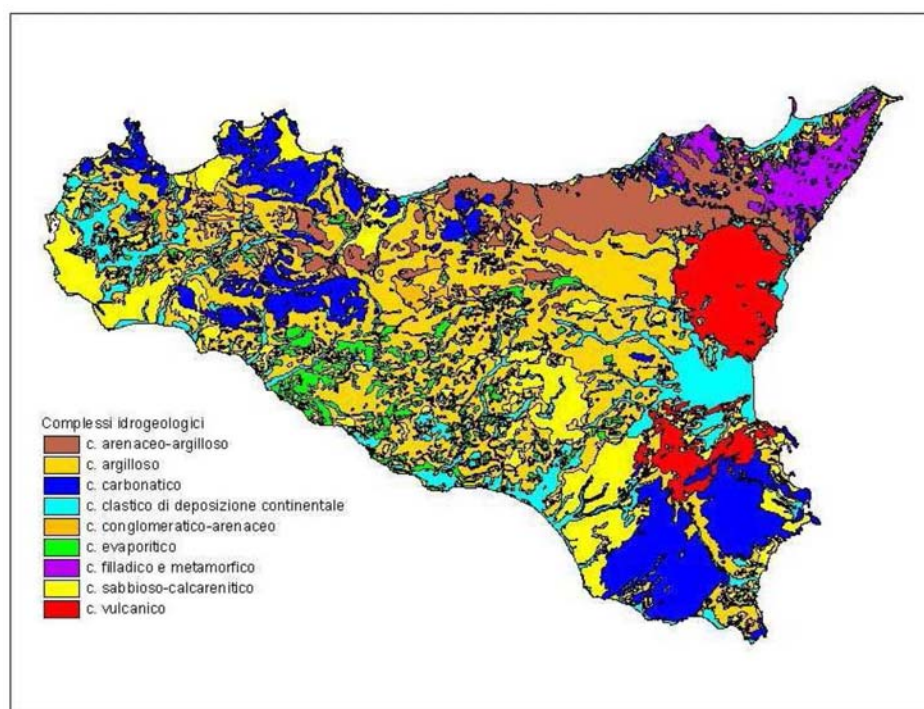 Complessi idrogeologici
c. arenaceo-argilloso
c. argilloso
c. carbonatico
c. clastico di deposizione continentale
c. conglomeratico-arenaceo
c. evaporitico
c. filladico e metamorfico
c. sabbioso-calcarenitico
c. vulcanico